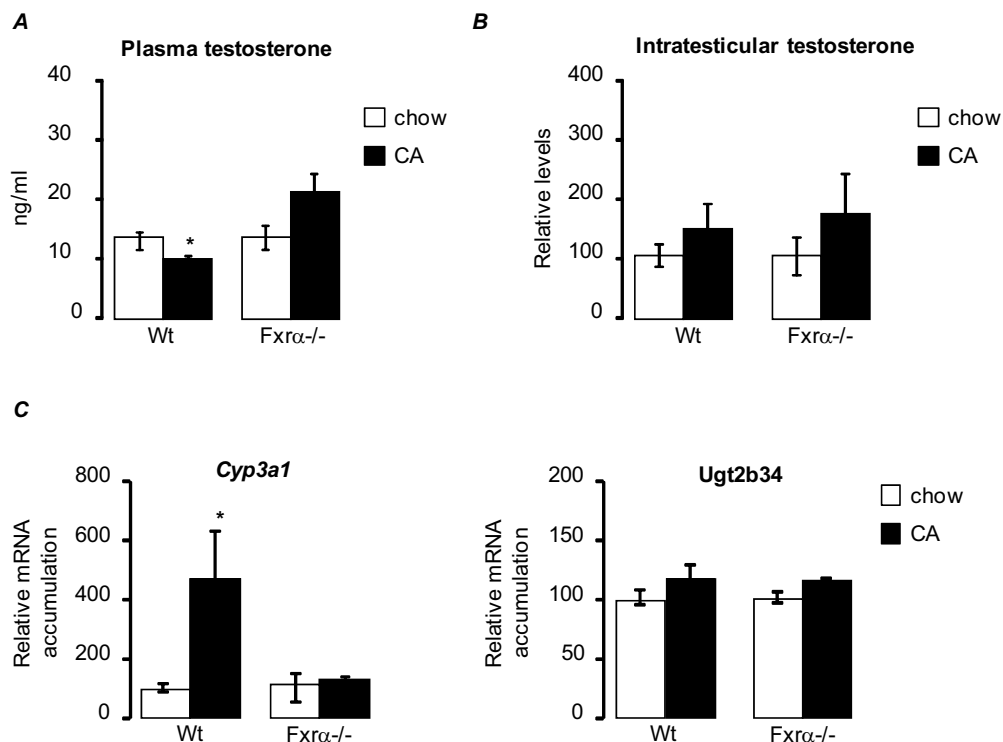 A
Plasma testosterone
40
30
20
10
0
ng/ml
*
Wt
Fxrα-/-
chow
CA
B
Intratesticular testosterone
400
300
200
100
0
Relative levels
Wt
Fxrα-/-
chow
CA
C
Cyp3a1
800
600
400
200
0
Relative mRNA
accumulation
*
Wt
Fxrα-/-
Ugt2b34
200
150
100
50
0
Relative mRNA
accumulation
Wt
Fxrα-/-
chow
CA